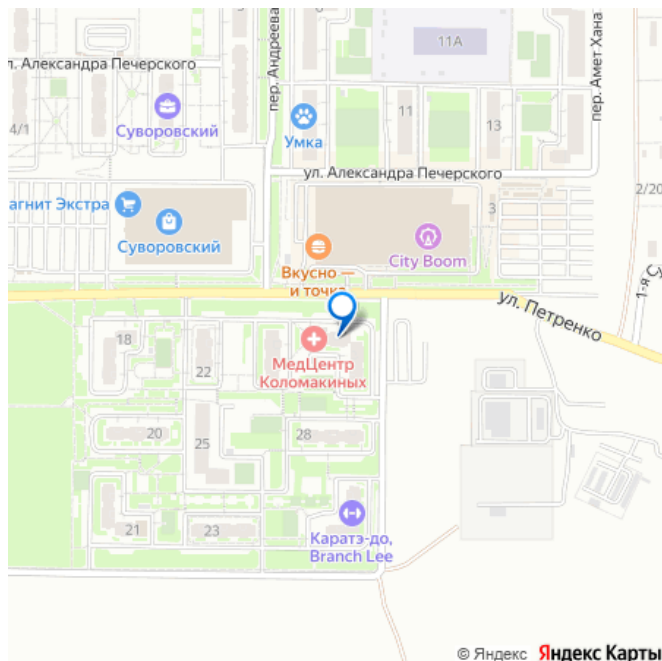 ул. Александра Печерского
пер. Андреева
11А
пер. Амет Хана
4/1
Суворовский
Умка
11
13
ул. Александра Печерского
2/20
агнит Экстра
Суворовский
3
City Boom
Вкусно —
и точка
1-я Су
ул. Петренко
18
22
МедЦентр
Коломакиных
20
25
28
21
23
Каратэ-до,
Branch Lee
© Яндекс Яндекс Карты